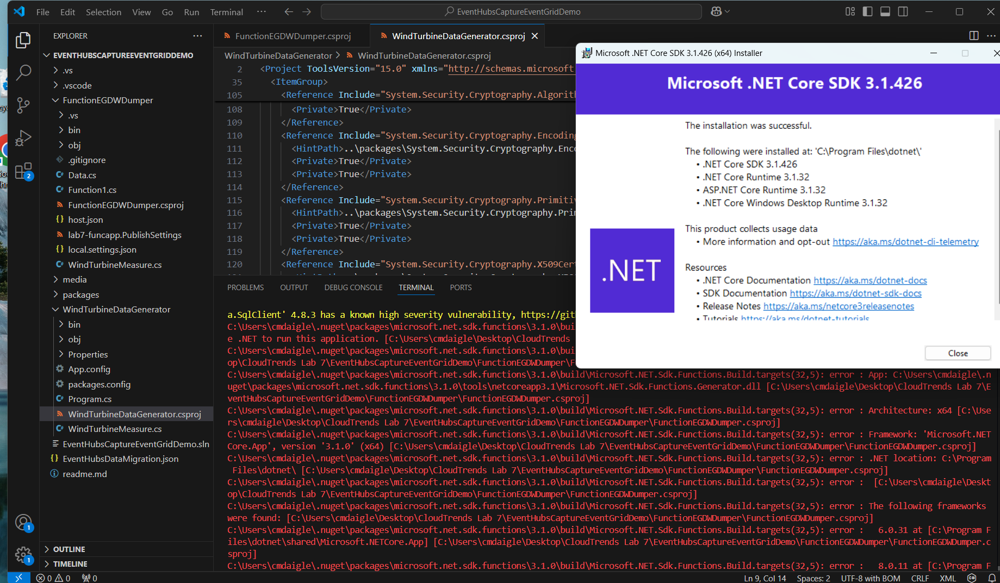 File Edit Selection View Go Run Terminal ··· EventHubsCaptureEventGridDemo
EXPLORER
EVENTHUBSCAPTUREEVENTGRIDDEMO
.vs
.vscode
FunctionEGDWDumper
.vs
bin
obj
.gitignore
Data.cs
Function1.cs
FunctionEGDWDumper.csproj
host.json
lab7-funcapp.PublishSettings
local.settings.json
WindTurbineMeasure.cs
media
packages
WindTurbineDataGenerator
bin
obj
Properties
App.config
packages.config
Program.cs
WindTurbineDataGenerator.csproj
WindTurbineMeasure.cs
EventHubsCaptureEventGridDemo.sln
EventHubsDataMigration.json
readme.md
OUTLINE
TIMELINE
2
1
1
FunctionEGDWDumper.csproj WindTurbineDataGenerator.csproj
WindTurbineDataGenerator > WindTurbineDataGenerator.csproj
2 <Project ToolsVersion="15.0" xmlns="http://schemas.microsoft
35 <ItemGroup>
105 <Reference Include="System.Security.Cryptography.Algorith
108 <Private>True</Private>
109 </Reference>
110 <Reference Include="System.Security.Cryptography.Encoding
111 <HintPath>..\packages\System.Security.Cryptography.Enc
112 <Private>True</Private>
113 <Private>True</Private>
114 </Reference>
115 <Reference Include="System.Security.Cryptography.Primitiv
116 <HintPath>..\packages\System.Security.Cryptography.Pri
117 <Private>True</Private>
118 <Private>True</Private>
119 </Reference>
120 <Reference Include="System.Security.Cryptography.X509Cert
PROBLEMS OUTPUT DEBUG CONSOLE TERMINAL PORTS
a.SqlClient' 4.8.3 has a known high severity vulnerability, https://gith
C:\Users\cmdaigle\.nuget\packages\microsoft.net.sdk.functions\3.1.0\bui
e .NET to run this application. [C:\Users\cmdaigle\Desktop\CloudTrends
C:\Users\cmdaigle\.nuget\packages\microsoft.net.sdk.functions\3.1.0\bui
op\CloudTrends Lab 7\EventHubsCaptureEventGridDemo\FunctionEGDWDumper\F
C:\Users\cmdaigle\.nuget\packages\microsoft.net.sdk.functions\3.1.0\build\Microsoft.NET.Sdk.Functions.Build.targets(32,5): error : App: C:\Users\cmdaigle\.n
uget\packages\microsoft.net.sdk.functions\3.1.0\tools\netcoreapp3.1\Microsoft.NET.Sdk.Functions.Generator.dll [C:\Users\cmdaigle\Desktop\CloudTrends Lab 7\E
ventHubsCaptureEventGridDemo\FunctionEGDWDumper\FunctionEGDWDumper.csproj]
C:\Users\cmdaigle\.nuget\packages\microsoft.net.sdk.functions\3.1.0\build\Microsoft.NET.Sdk.Functions.Build.targets(32,5): error : Architecture: x64 [C:\Use
rs\cmdaigle\Desktop\CloudTrends Lab 7\EventHubsCaptureEventGridDemo\FunctionEGDWDumper\FunctionEGDWDumper.csproj]
C:\Users\cmdaigle\.nuget\packages\microsoft.net.sdk.functions\3.1.0\build\Microsoft.NET.Sdk.Functions.Build.targets(32,5): error : Framework: 'Microsoft.NET
Core.App', version '3.1.0' (x64) [C:\Users\cmdaigle\Desktop\CloudTrends Lab 7\EventHubsCaptureEventGridDemo\FunctionEGDWDumper\FunctionEGDWDumper.csproj]
C:\Users\cmdaigle\.nuget\packages\microsoft.net.sdk.functions\3.1.0\build\Microsoft.NET.Sdk.Functions.Build.targets(32,5): error : .NET location: C:\Program
Files\dotnet\ [C:\Users\cmdaigle\Desktop\CloudTrends Lab 7\EventHubsCaptureEventGridDemo\FunctionEGDWDumper\FunctionEGDWDumper.csproj]
C:\Users\cmdaigle\.nuget\packages\microsoft.net.sdk.functions\3.1.0\build\Microsoft.NET.Sdk.Functions.Build.targets(32,5): error :  [C:\Users\cmdaigle\Deskt
op\CloudTrends Lab 7\EventHubsCaptureEventGridDemo\FunctionEGDWDumper\FunctionEGDWDumper.csproj]
C:\Users\cmdaigle\.nuget\packages\microsoft.net.sdk.functions\3.1.0\build\Microsoft.NET.Sdk.Functions.Build.targets(32,5): error : The following frameworks
were found: [C:\Users\cmdaigle\Desktop\CloudTrends Lab 7\EventHubsCaptureEventGridDemo\FunctionEGDWDumper\FunctionEGDWDumper.csproj]
C:\Users\cmdaigle\.nuget\packages\microsoft.net.sdk.functions\3.1.0\build\Microsoft.NET.Sdk.Functions.Build.targets(32,5): error :   6.0.31 at [C:\Program F
iles\dotnet\shared\Microsoft.NETCore.App] [C:\Users\cmdaigle\Desktop\CloudTrends Lab 7\EventHubsCaptureEventGridDemo\FunctionEGDWDumper\FunctionEGDWDumper.c
sproj]
C:\Users\cmdaigle\.nuget\packages\microsoft.net.sdk.functions\3.1.0\build\Microsoft.NET.Sdk.Functions.Build.targets(32,5): error :   8.0.11 at [C:\Program F
Microsoft .NET Core SDK 3.1.426 (x64) Installer
Microsoft .NET Core SDK 3.1.426
The installation was successful.
The following were installed at: 'C:\Program Files\dotnet\'
• .NET Core SDK 3.1.426
• .NET Core Runtime 3.1.32
• ASP.NET Core Runtime 3.1.32
• .NET Core Windows Desktop Runtime 3.1.32
This product collects usage data
• More information and opt-out https://aka.ms/dotnet-cli-telemetry
.NET
Resources
• .NET Core Documentation https://aka.ms/dotnet-docs
• SDK Documentation https://aka.ms/dotnet-sdk-docs
• Release Notes https://aka.ms/netcore3releasenotes
• Tutorials https://aka.ms/dotnet-tutorials
Close
0 0 0 Ln 9, Col 14 Spaces: 2 UTF-8 with BOM CRLF XML